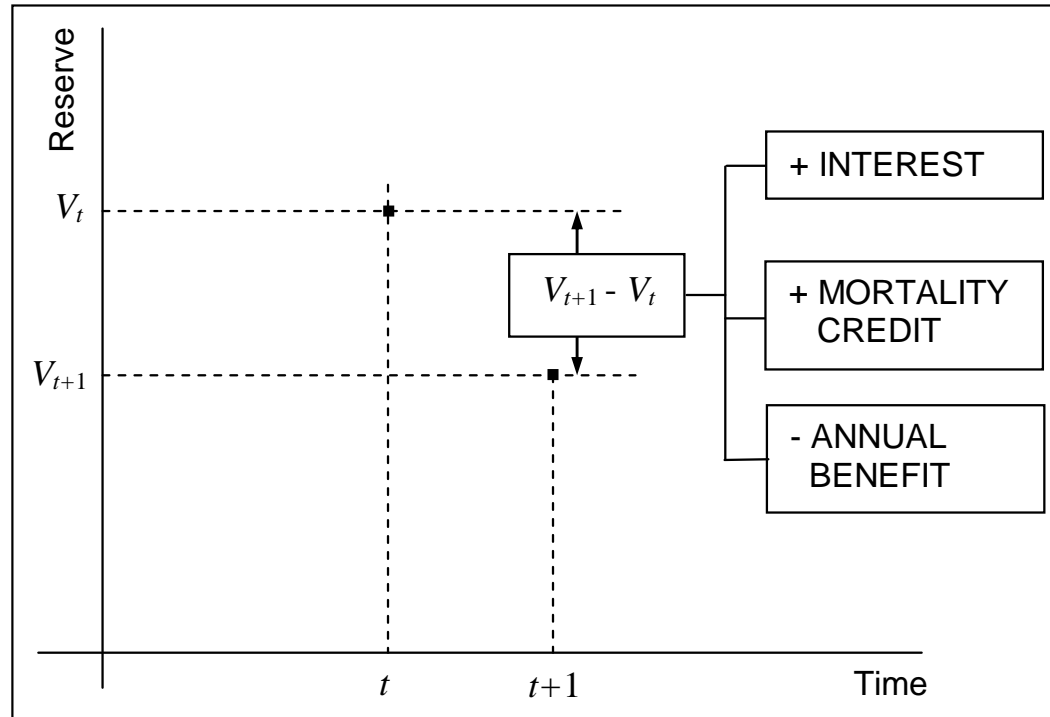 Reserve
+ INTEREST
V_t
V_{t+1} - V_t
+ MORTALITY
CREDIT
V_{t+1}
- ANNUAL
BENEFIT
t
t+1
Time